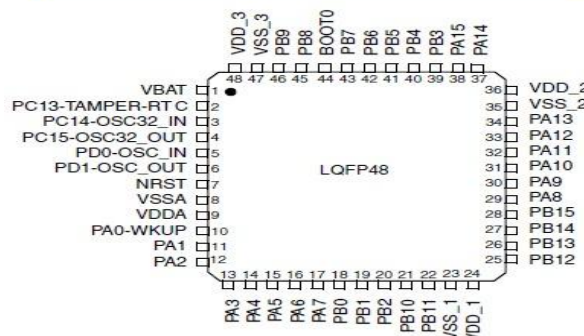 VDD_3
VSS_3
PB9
PB8
BOOT0
PB7
PB6
PB5
PB4
PB3
PA15
PA14
48 47 46 45 44 43 42 41 40 39 38 37
VBAT 1
PC13-TAMPER-RTC 2
PC14-OSC32_IN 3
PC15-OSC32_OUT 4
PD0-OSC_IN 5
PD1-OSC_OUT 6
NRST 7
VSSA 8
VDDA 9
PA0-WKUP 10
PA1 11
PA2 12
LQFP48
36 VDD_2
35 VSS_2
34 PA13
33 PA12
32 PA11
31 PA10
30 PA9
29 PA8
28 PB15
27 PB14
26 PB13
25 PB12
13 14 15 16 17 18 19 20 21 22 23 24
PA3
PA4
PA5
PA6
PA7
PB0
PB1
PB2
PB10
PB11
VSS_1
VDD_1